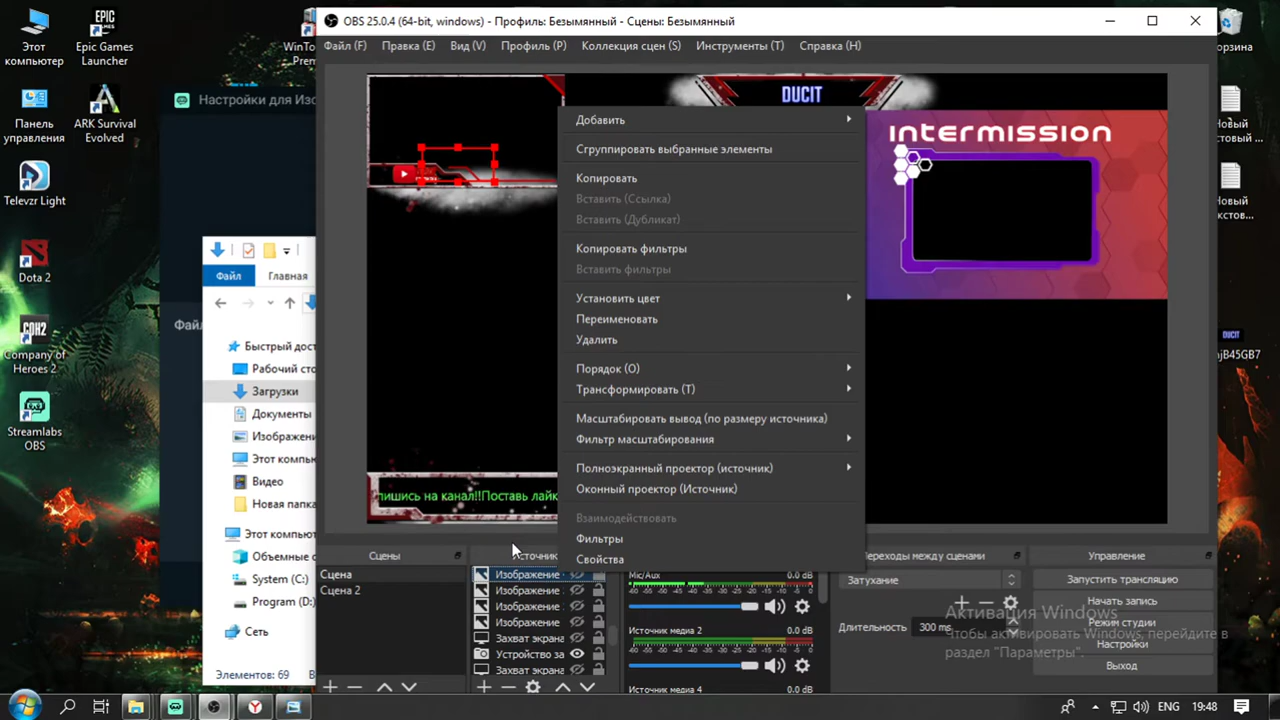 OBS 25.0.4 (64-bit, windows) - Профиль: Безымянный - Сцены: Безымянный
Файл (F)
Правка (E)
Вид (V)
Профиль (P)
Коллекция сцен (S)
Инструменты (T)
Справка (H)
Этот компьютер
Epic Games Launcher
WinTo
Prem
Корзина
Панель управления
ARK Survival Evolved
Televzr Light
Dota 2
Company of Heroes 2
Streamlabs OBS
Новый
Новый
Настройки для Изо
Файл
Главная
Быстрый дост
Рабочий сто
Загрузки
Документы
Изображени
Этот компьк
Видео
Новая папка
Этот компьют
Объемные с
System (C:)
Program (D:)
Сеть
Элементов: 69
DUCIT
INTERMISSION
пишись на канал!!Поставь лайк
Добавить
Сгруппировать выбранные элементы
Копировать
Вставить (Ссылка)
Вставить (Дубликат)
Копировать фильтры
Вставить фильтры
Установить цвет
Переименовать
Удалить
Порядок (O)
Трансформировать (T)
Масштабировать вывод (по размеру источника)
Фильтр масштабирования
Полноэкранный проектор (источник)
Оконный проектор (Источник)
Взаимодействовать
Фильтры
Свойства
Сцены
Источник
Переходы между сценами
Управление
Сцена
Сцена 2
Изображение
Изображение
Изображение
Изображение
Захват экрана
Устройство за
Захват экрана
Mic/Aux
0.0 dB
Источник медиа 2
0.0 dB
Источник медиа 4
0.0 dB
Затухание
Длительность
300 ms
Запустить трансляцию
Начать запись
Режим студии
Настройки
Выход
Активация Windows
Чтобы активировать Windows, перейдите в
раздел "Параметры".
DUCIT
jB45GB7
ENG
19:48